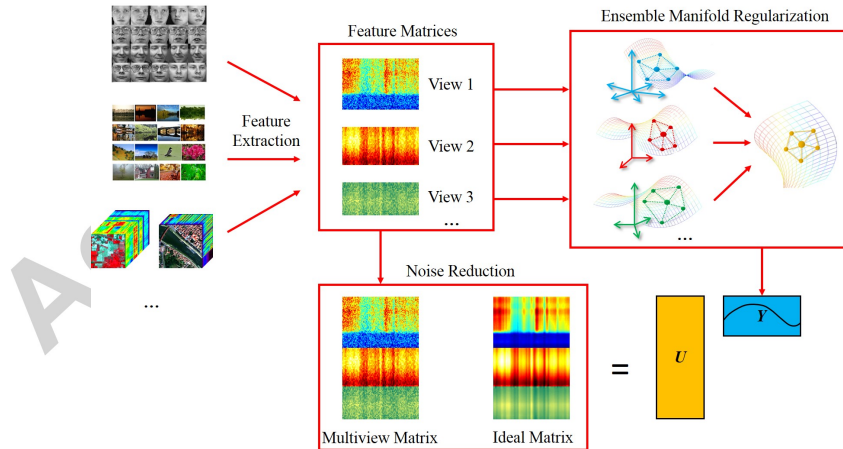 Feature Matrices
Ensemble Manifold Regularization
Feature
Extraction
View 1
View 2
View 3
...
...
...
Noise Reduction
Multiview Matrix
Ideal Matrix
=
U
Y